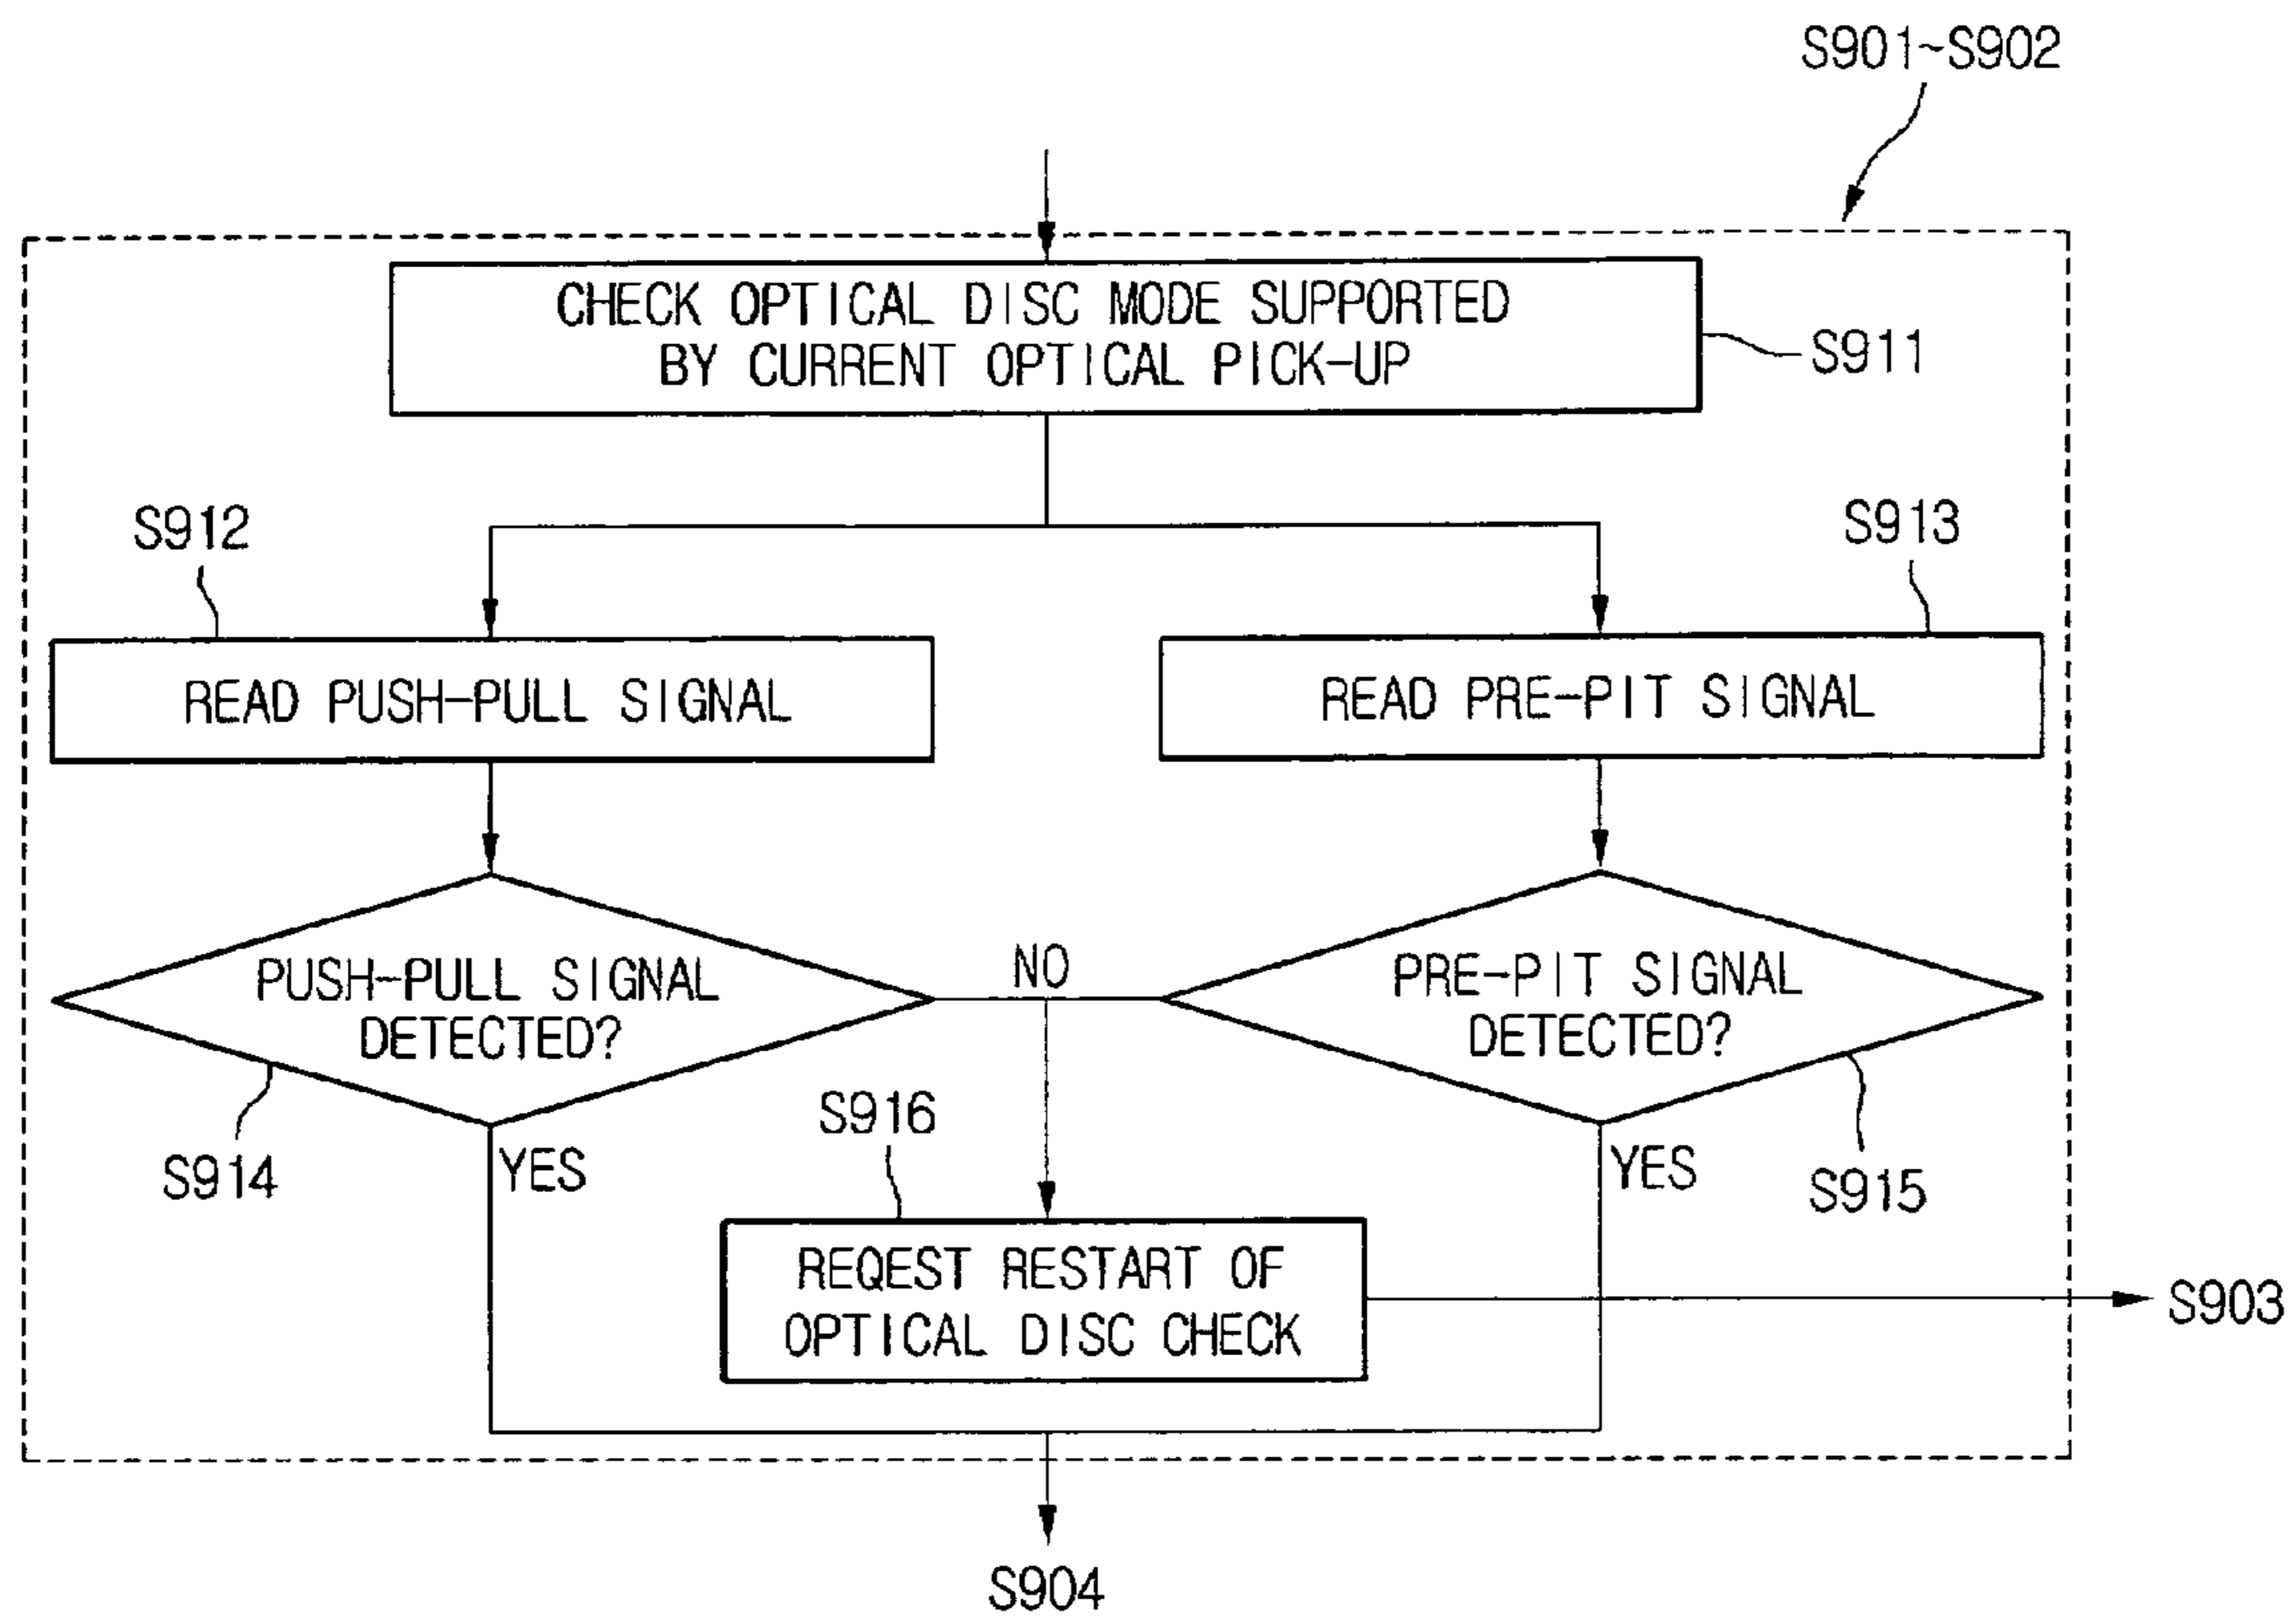 S901~S902
CHECK OPTICAL DISC MODE SUPPORTED
BY CURRENT OPTICAL PICK-UP
S911
S912
S913
READ PUSH-PULL SIGNAL
READ PRE-PIT SIGNAL
PUSH-PULL SIGNAL
DETECTED?
NO
PRE-PIT SIGNAL
DETECTED?
S914
YES
S916
YES
S915
REQEST RESTART OF
OPTICAL DISC CHECK
S903
S904